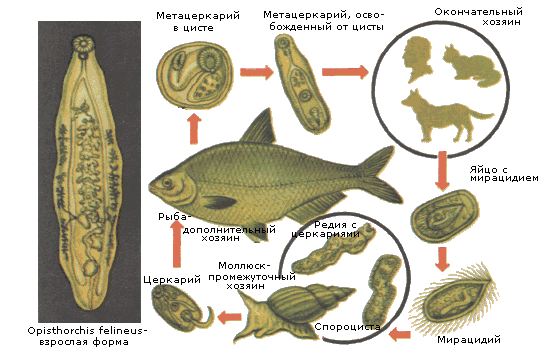 Метацеркарий
в цисте
Метацеркарий, осво-
божденный от цисты
Окончательный
хозяин
Яйцо с
мирацидием
Рыба-
дополнительный
хозяин
Редия с
церкариями
Церкарий
Моллюск-
промежуточный
хозяин
Спороциста
Мирацидий
Opisthorchis felineus-
взрослая форма